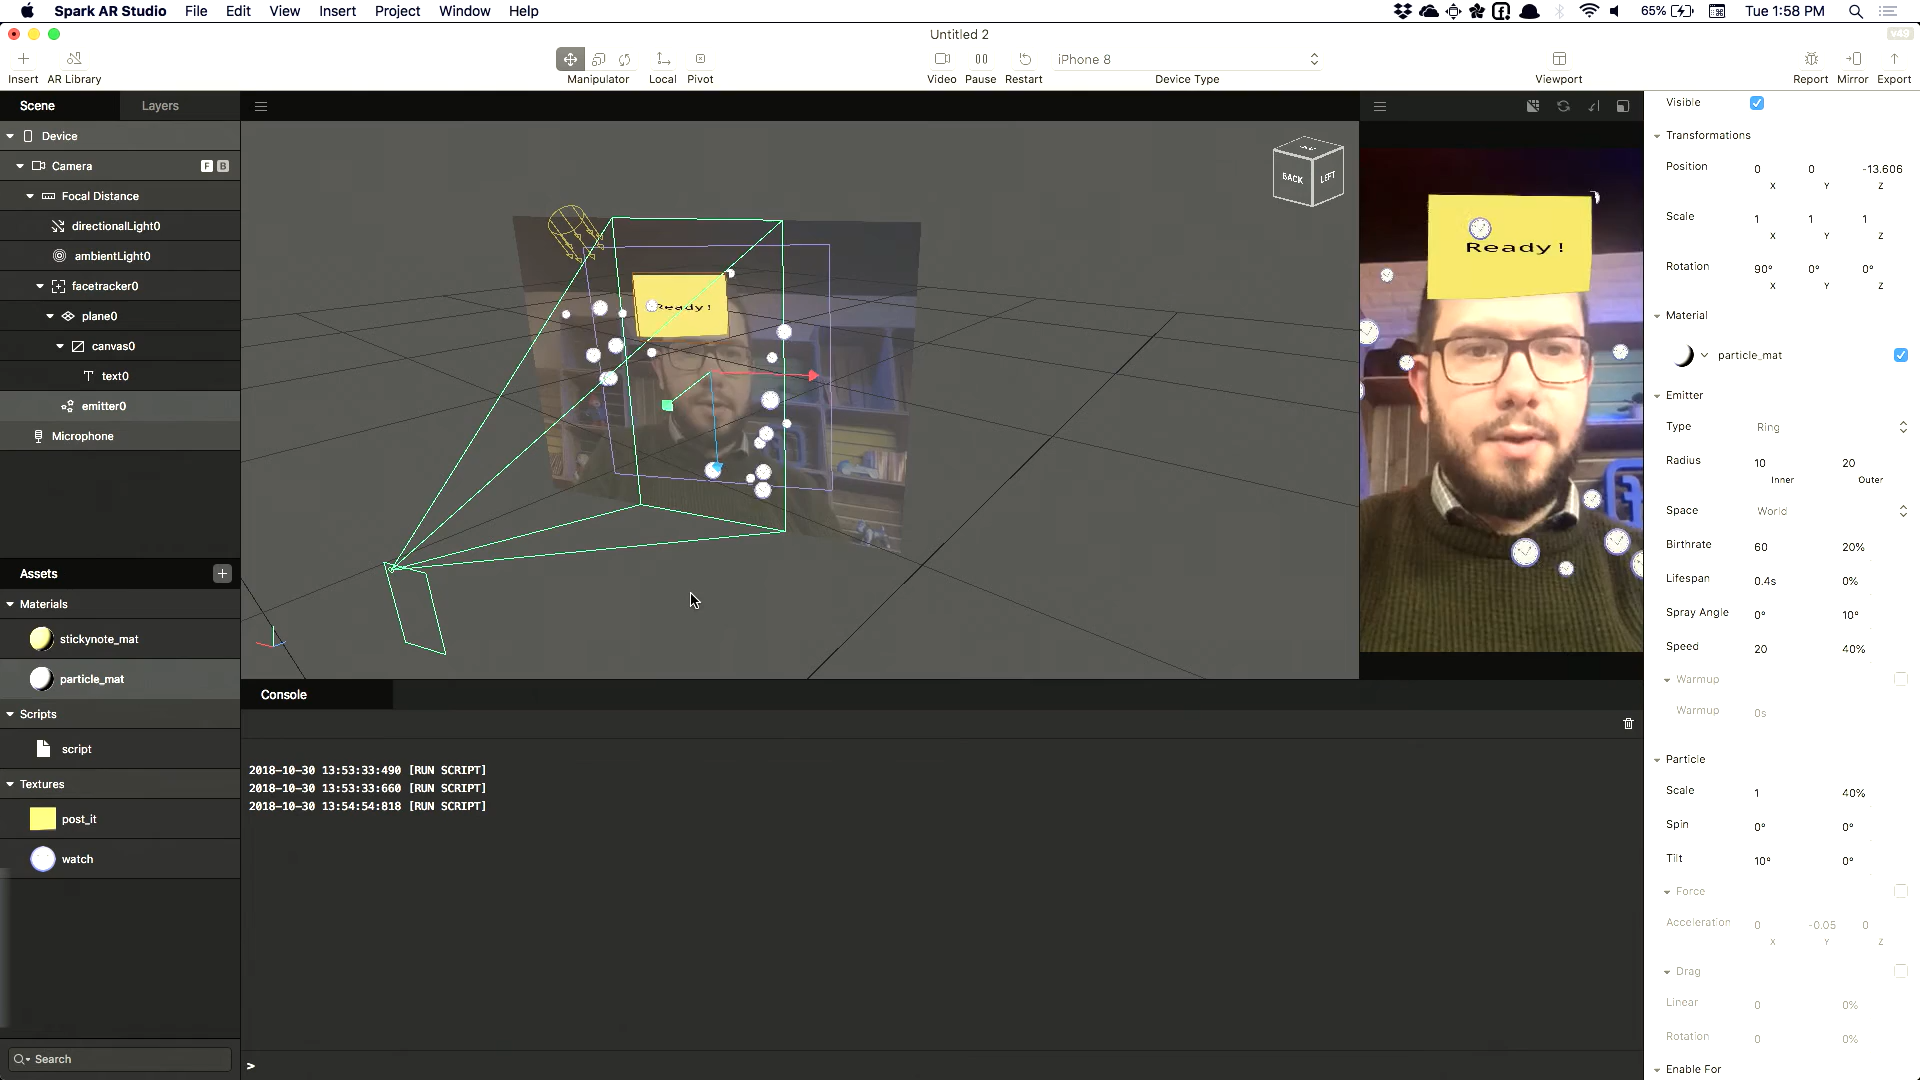 Spark AR Studio File Edit View Insert Project Window Help 65% Tue 1:58 PM
Untitled 2 v49
Insert AR Library Manipulator Local Pivot Video Pause Restart iPhone 8 Device Type Viewport Report Mirror Export
Scene Layers
Device
Camera F B
Focal Distance
directionalLight0
ambientLight0
facetracker0
plane0
canvas0
text0
emitter0
Microphone
Assets
Materials
stickynote_mat
particle_mat
Scripts
script
Textures
post_it
watch
Search
BACK LEFT
Ready!
Console
2018-10-30 13:53:33:490 [RUN SCRIPT]
2018-10-30 13:53:33:660 [RUN SCRIPT]
2018-10-30 13:54:54:818 [RUN SCRIPT]
>
Ready!
Visible
Transformations
Position 0 0 -13.606
X Y Z
Scale 1 1 1
X Y Z
Rotation 90° 0° 0°
X Y Z
Material
particle_mat
Emitter
Type Ring
Radius 10 20
Inner Outer
Space World
Birthrate 60 20%
Lifespan 0.4s 0%
Spray Angle 0° 10°
Speed 20 40%
Warmup
Warmup 0s
Particle
Scale 1 40%
Spin 0° 0°
Tilt 10° 0°
Force
Acceleration 0 -0.05 0
X Y Z
Drag
Linear 0 0%
Rotation 0 0%
Enable For